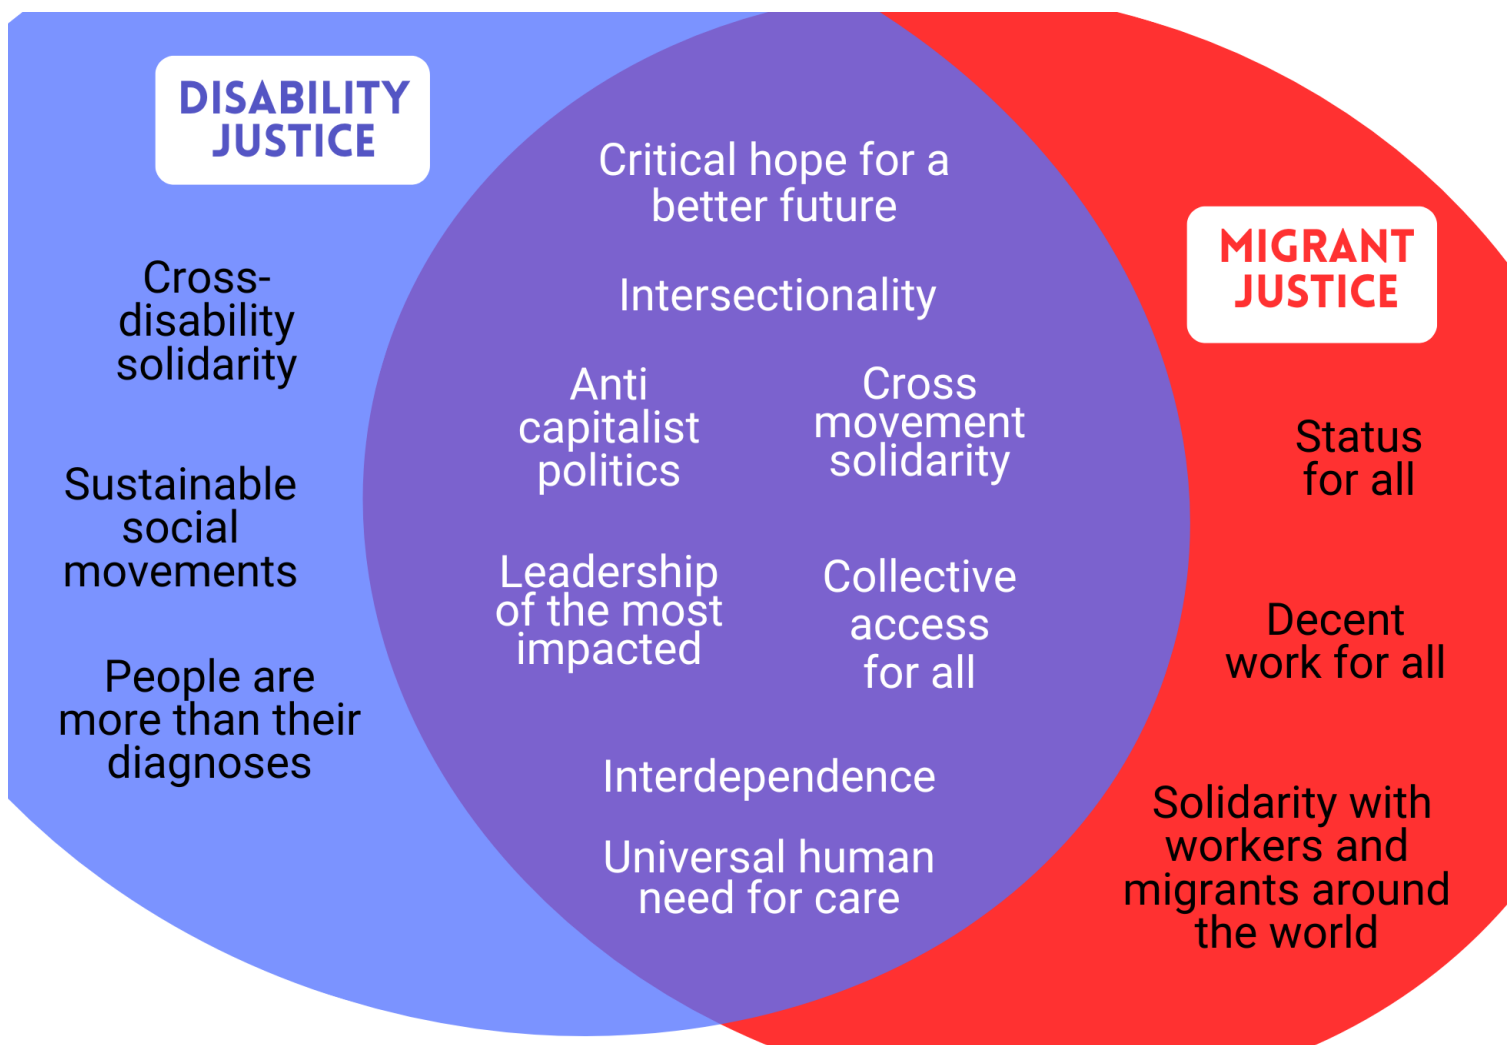 DISABILITY
JUSTICE
Cross-
disability
solidarity
Sustainable
social
movements
People are
more than their
diagnoses
Critical hope for a
better future
Intersectionality
Anti
capitalist
politics
Cross
movement
solidarity
Leadership
of the most
impacted
Collective
access
for all
Interdependence
Universal human
need for care
MIGRANT
JUSTICE
Status
for all
Decent
work for all
Solidarity with
workers and
migrants around
the world